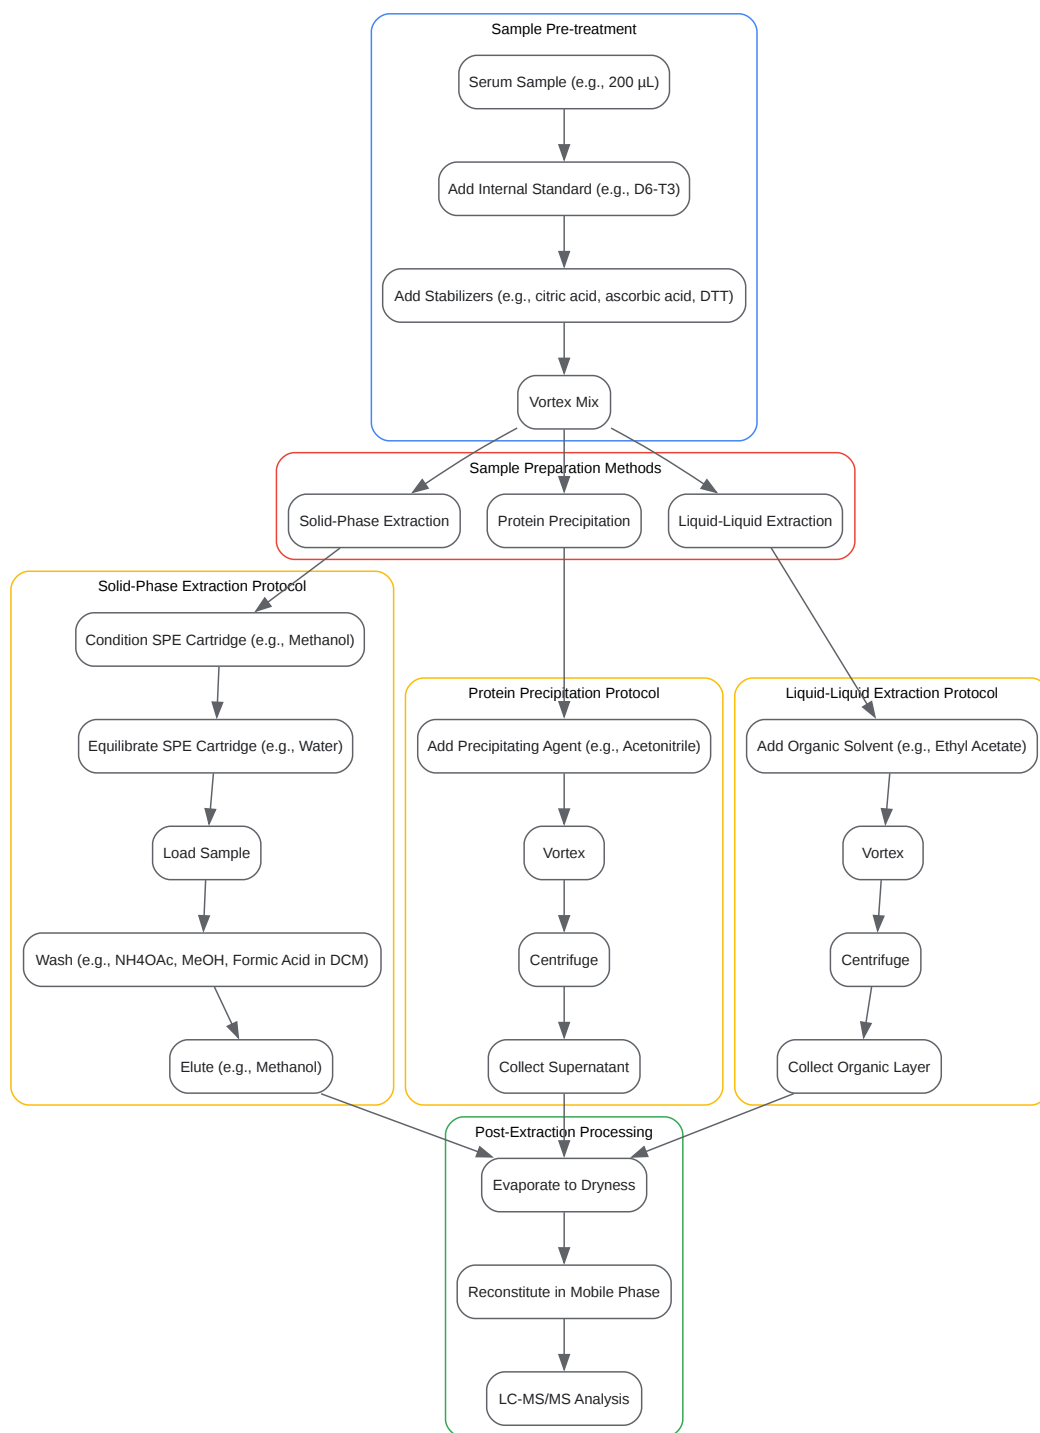 Sample Pre-treatment
Serum Sample (e.g., 200 µL)
Add Internal Standard (e.g., D6-T3)
Add Stabilizers (e.g., citric acid, ascorbic acid, DTT)
Vortex Mix
Sample Preparation Methods
Solid-Phase Extraction
Protein Precipitation
Liquid-Liquid Extraction
Solid-Phase Extraction Protocol
Condition SPE Cartridge (e.g., Methanol)
Equilibrate SPE Cartridge (e.g., Water)
Load Sample
Wash (e.g., NH4OAc, MeOH, Formic Acid in DCM)
Elute (e.g., Methanol)
Protein Precipitation Protocol
Add Precipitating Agent (e.g., Acetonitrile)
Vortex
Centrifuge
Collect Supernatant
Liquid-Liquid Extraction Protocol
Add Organic Solvent (e.g., Ethyl Acetate)
Vortex
Centrifuge
Collect Organic Layer
Post-Extraction Processing
Evaporate to Dryness
Reconstitute in Mobile Phase
LC-MS/MS Analysis